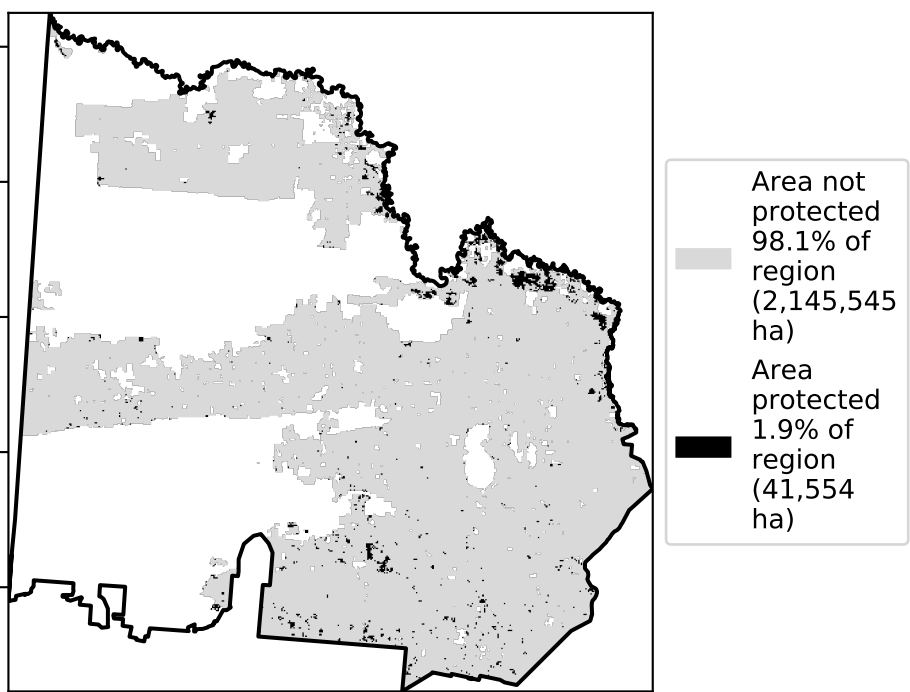 Area not
protected
98.1% of
region
(2,145,545
ha)
Area
protected
1.9% of
region
(41,554
ha)